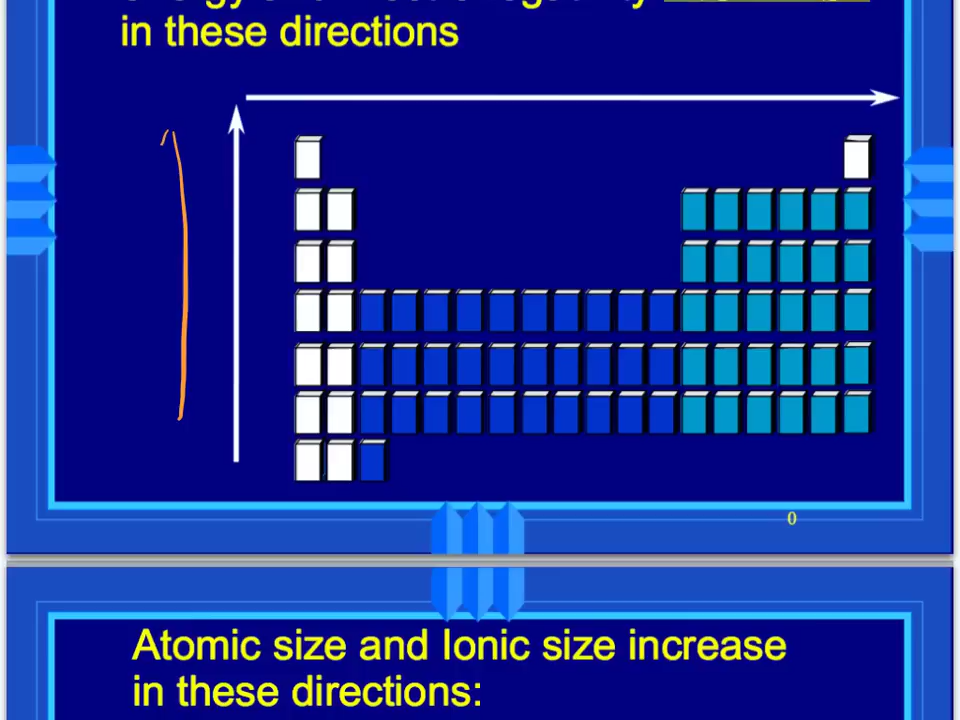 in these directions
0
Atomic size and Ionic size increase
in these directions: